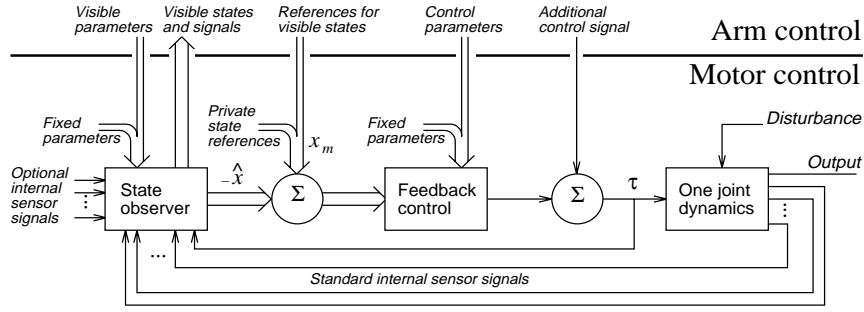 Visible
parameters
Visible states
and signals
References for
visible states
Control
parameters
Additional
control signal
Arm control
Motor control
Fixed
parameters
Private
state
references
x_m
Fixed
parameters
Disturbance
Optional
internal
sensor
signals
...
State
observer
-x̂
Σ
Feedback
control
Σ
τ
One joint
dynamics
Output
...
...
Standard internal sensor signals